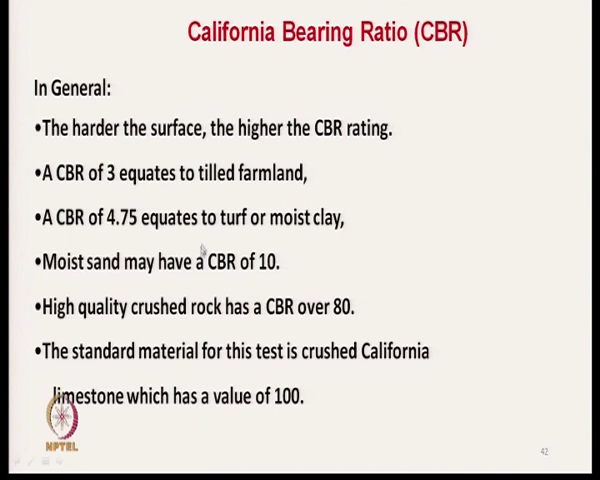 California Bearing Ratio (CBR)
In General:
•The harder the surface, the higher the CBR rating.
•A CBR of 3 equates to tilled farmland,
•A CBR of 4.75 equates to turf or moist clay,
•Moist sand may have a CBR of 10.
•High quality crushed rock has a CBR over 80.
•The standard material for this test is crushed California
limestone which has a value of 100.
NPTEL
42